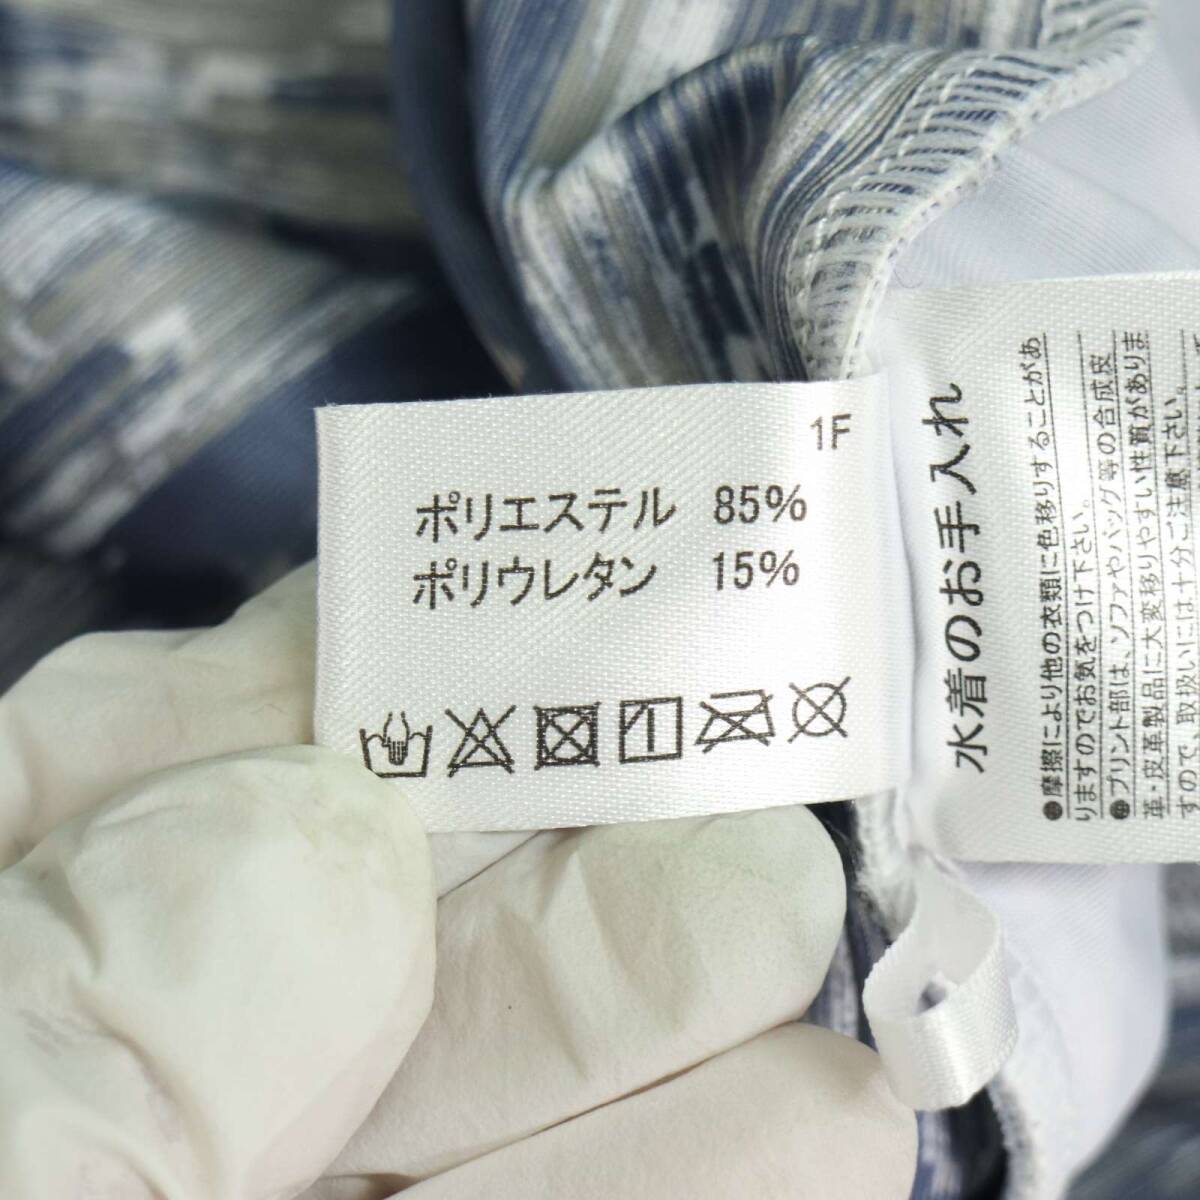 1F
ポリエステル 85%
ポリウレタン 15%
水着のお手入れ
●摩擦により他の衣類に色移りすることがあ
りますのでお気をつけ下さい。
●プリント部は、ソファやバッグ等の合成皮
革・皮革製品に大変移りやすい性質がありま
すので、取扱いには十分ご注意下さい。